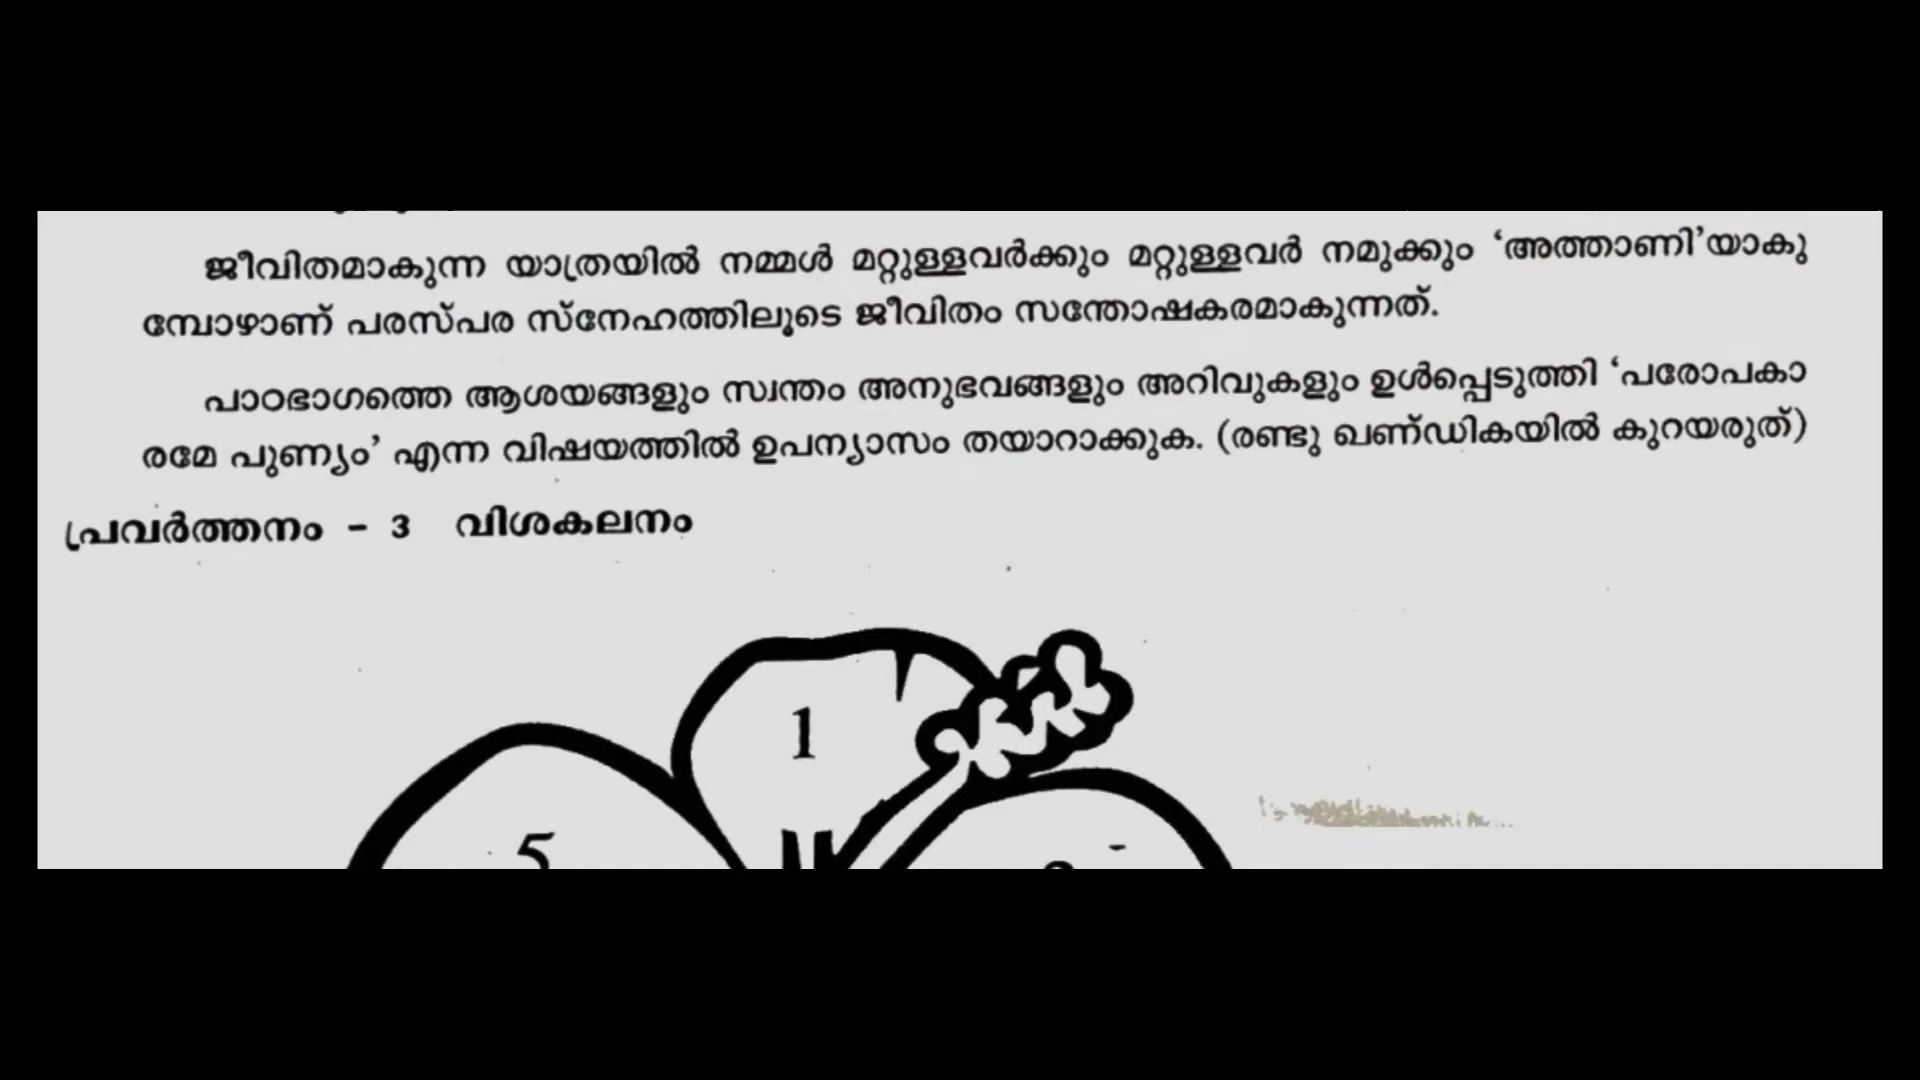 ജീവിതമാകുന്ന യാത്രയിൽ നമ്മൾ മറ്റുള്ളവർക്കും മറ്റുള്ളവർ നമുക്കും ‘അത്താണി’യാകു
മ്പോഴാണ് പരസ്പര സ്നേഹത്തിലൂടെ ജീവിതം സന്തോഷകരമാകുന്നത്.
പാഠഭാഗത്തെ ആശയങ്ങളും സ്വന്തം അനുഭവങ്ങളും അറിവുകളും ഉൾപ്പെടുത്തി ‘പരോപകാ
രമേ പുണ്യം’ എന്ന വിഷയത്തിൽ ഉപന്യാസം തയാറാക്കുക. (രണ്ടു ഖണ്ഡികയിൽ കുറയരുത്)
പ്രവർത്തനം - 3 വിശകലനം
1
5